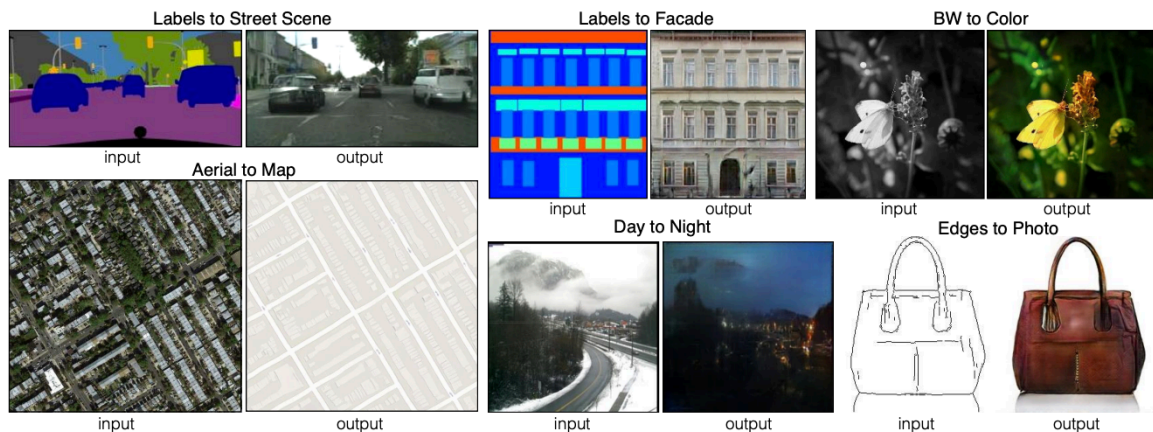 Labels to Street Scene
input
output
Aerial to Map
input
output
Labels to Facade
input
output
BW to Color
input
output
Day to Night
input
output
Edges to Photo
input
output